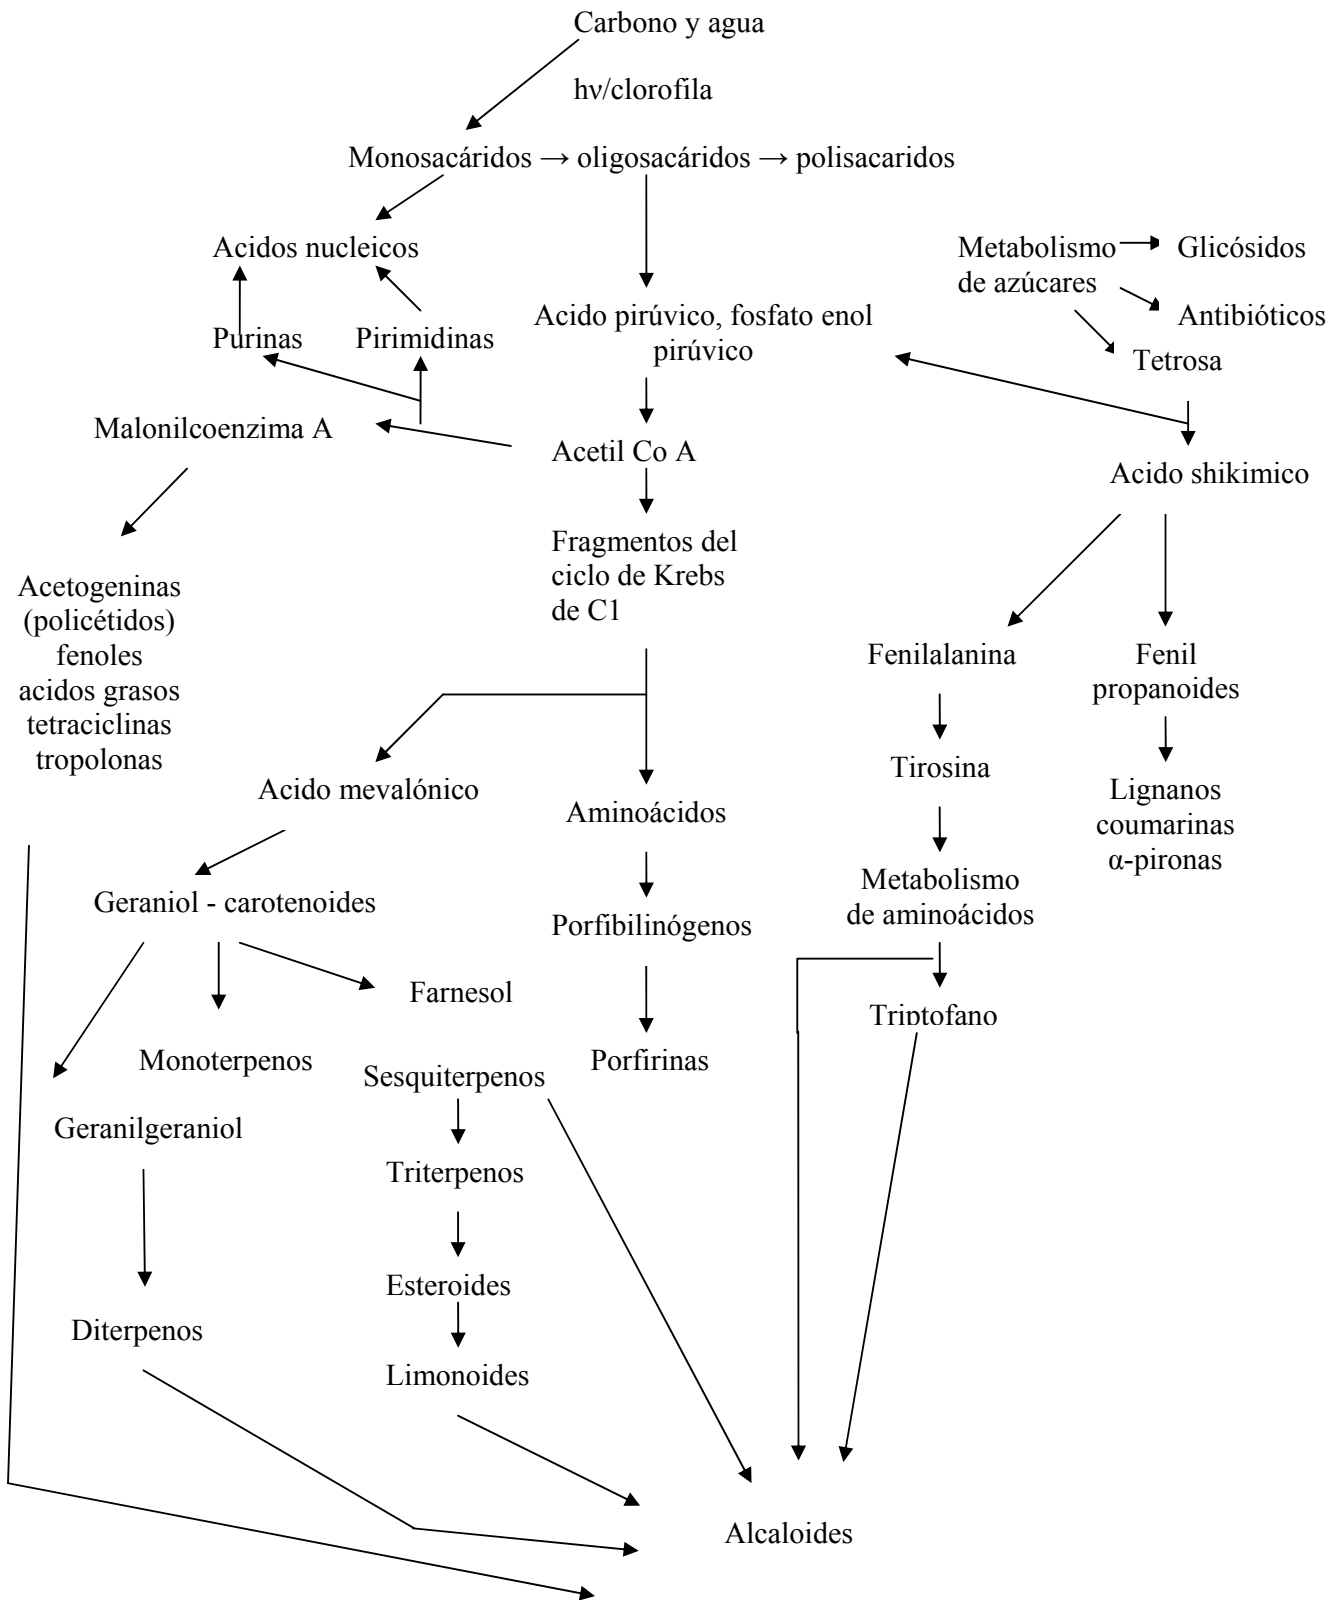 Carbono y agua
hν/clorofila
Monosacáridos → oligosacáridos → polisacaridos
Acidos nucleicos
Metabolismo
de azúcares
Glicósidos
Antibióticos
Tetrosa
Purinas
Pirimidinas
Acido pirúvico, fosfato enol
pirúvico
Malonilcoenzima A
Acetil Co A
Acido shikimico
Fragmentos del
ciclo de Krebs
de C1
Acetogeninas
(policétidos)
fenoles
acidos grasos
tetraciclinas
tropolonas
Fenilalanina
Fenil
propanoides
Tirosina
Lignanos
coumarinas
α-pironas
Acido mevalónico
Aminoácidos
Metabolismo
de aminoácidos
Geraniol - carotenoides
Porfibilinógenos
Farnesol
Triptofano
Monoterpenos
Sesquiterpenos
Porfirinas
Geranilgeraniol
Triterpenos
Esteroides
Diterpenos
Limonoides
Alcaloides